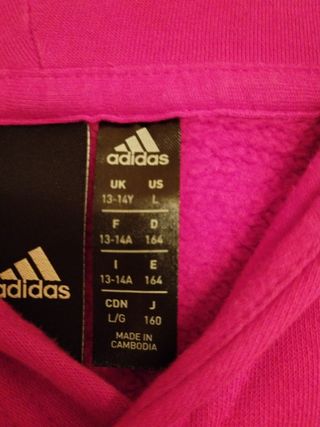 adidas
UK US
13-14Y L
F D
13-14A 164
I E
13-14A 164
CDN J
L/G 160
MADE IN
CAMBODIA
adidas